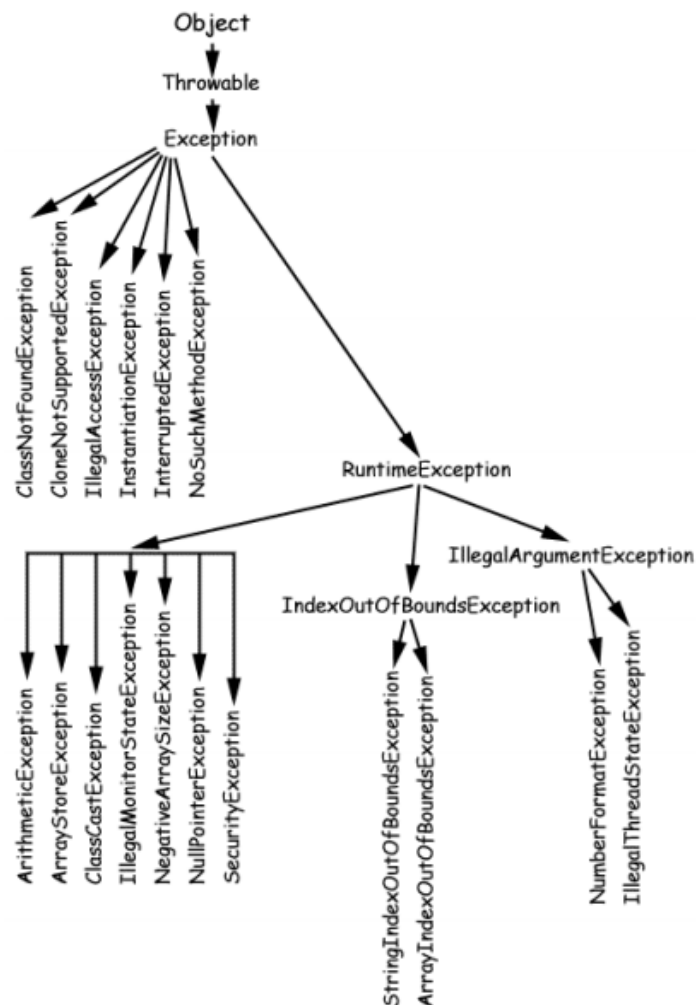 Object
Throwable
Exception
ClassNotFoundException
CloneNotSupportedException
IllegalAccessException
InstantiationException
InterruptedException
NoSuchMethodException
RuntimeException
IllegalArgumentException
IndexOutOfBoundsException
ArithmeticException
ArrayStoreException
ClassCastException
IllegalMonitorStateException
NegativeArraySizeException
NullPointerException
SecurityException
StringIndexOutOfBoundsException
ArrayIndexOutOfBoundsException
NumberFormatException
IllegalThreadStateException